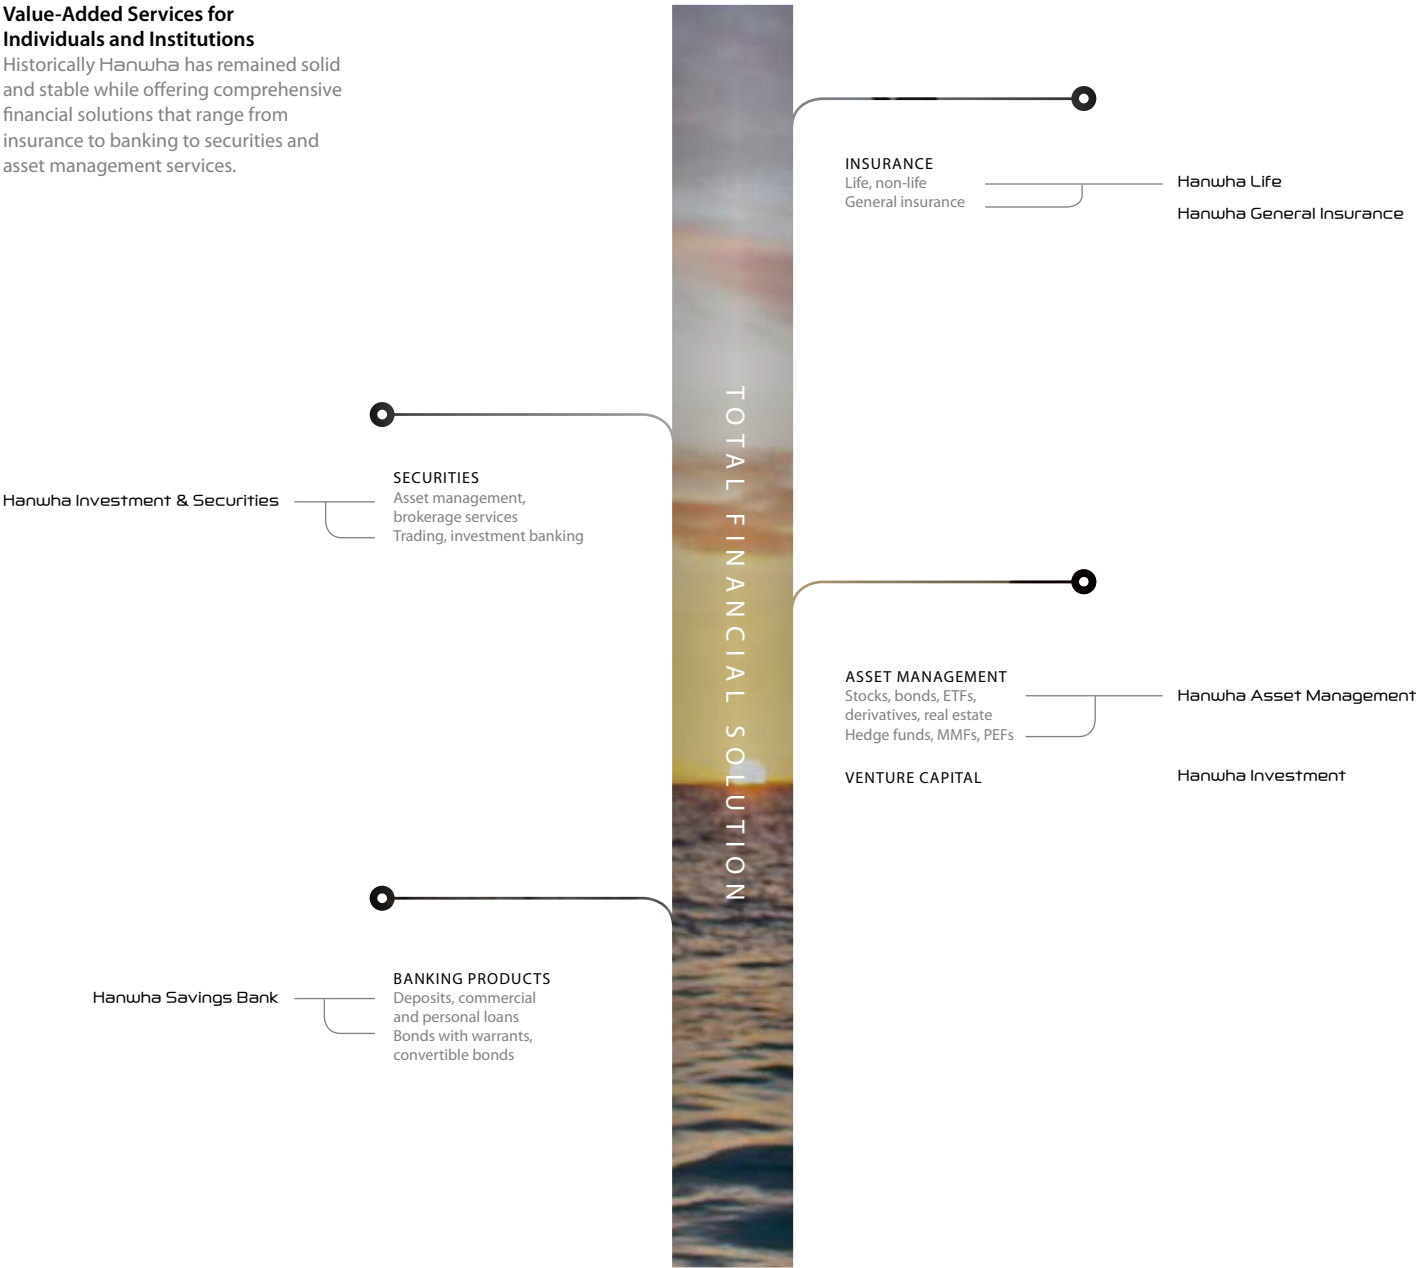 Value-Added Services for
Individuals and Institutions
Historically Hanwha has remained solid
and stable while offering comprehensive
financial solutions that range from
insurance to banking to securities and
asset management services.
INSURANCE
Life, non-life
General insurance
Hanwha Life
Hanwha General Insurance
TOTAL FINANCIAL SOLUTION
Hanwha Investment & Securities
SECURITIES
Asset management,
brokerage services
Trading, investment banking
ASSET MANAGEMENT
Stocks, bonds, ETFs,
derivatives, real estate
Hedge funds, MMFs, PEFs
Hanwha Asset Management
VENTURE CAPITAL
Hanwha Investment
Hanwha Savings Bank
BANKING PRODUCTS
Deposits, commercial
and personal loans
Bonds with warrants,
convertible bonds